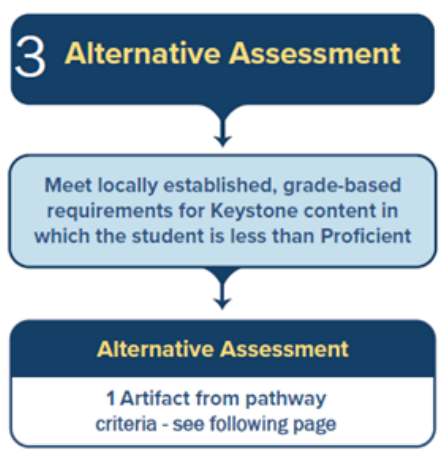 3 Alternative Assessment
Meet locally established, grade-based
requirements for Keystone content in
which the student is less than Proficient
Alternative Assessment
1 Artifact from pathway
criteria - see following page